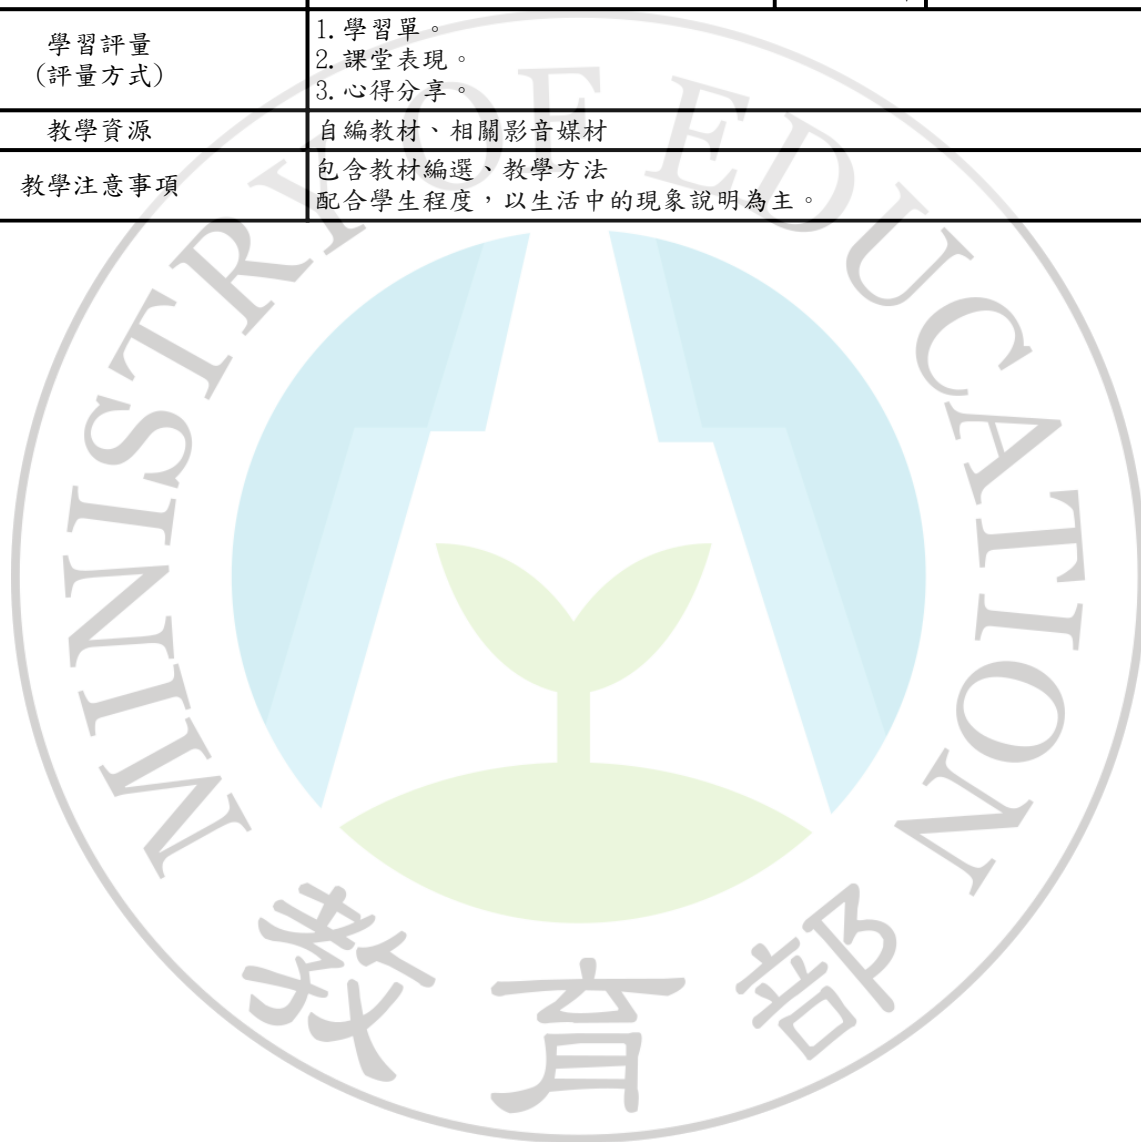 學習評量
(評量方式)
1.學習單。
2.課堂表現。
3.心得分享。
教學資源
自編教材、相關影音媒材
教學注意事項
包含教材編選、教學方法
配合學生程度，以生活中的現象說明為主。
MINISTRY OF EDUCATION
教育部